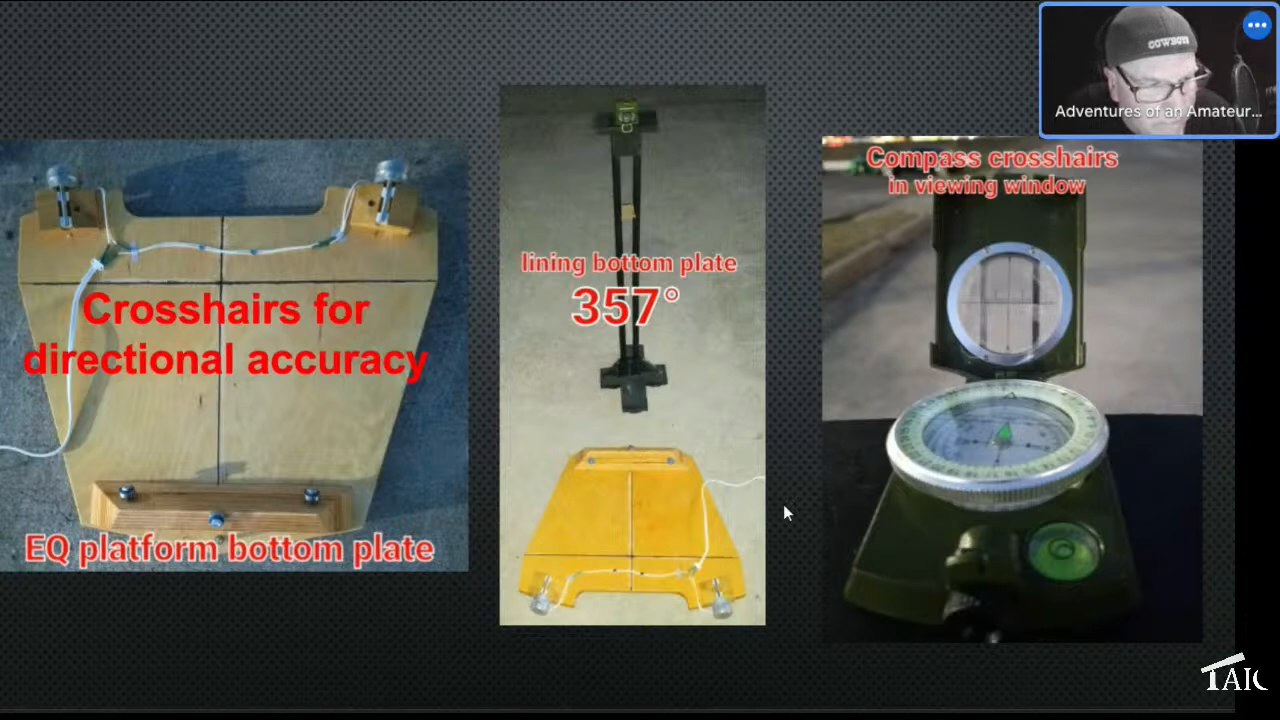 COWBOYS
Adventures of an Amateur...
Compass crosshairs
in viewing window
lining bottom plate
357°
Crosshairs for
directional accuracy
EQ platform bottom plate
TAIC